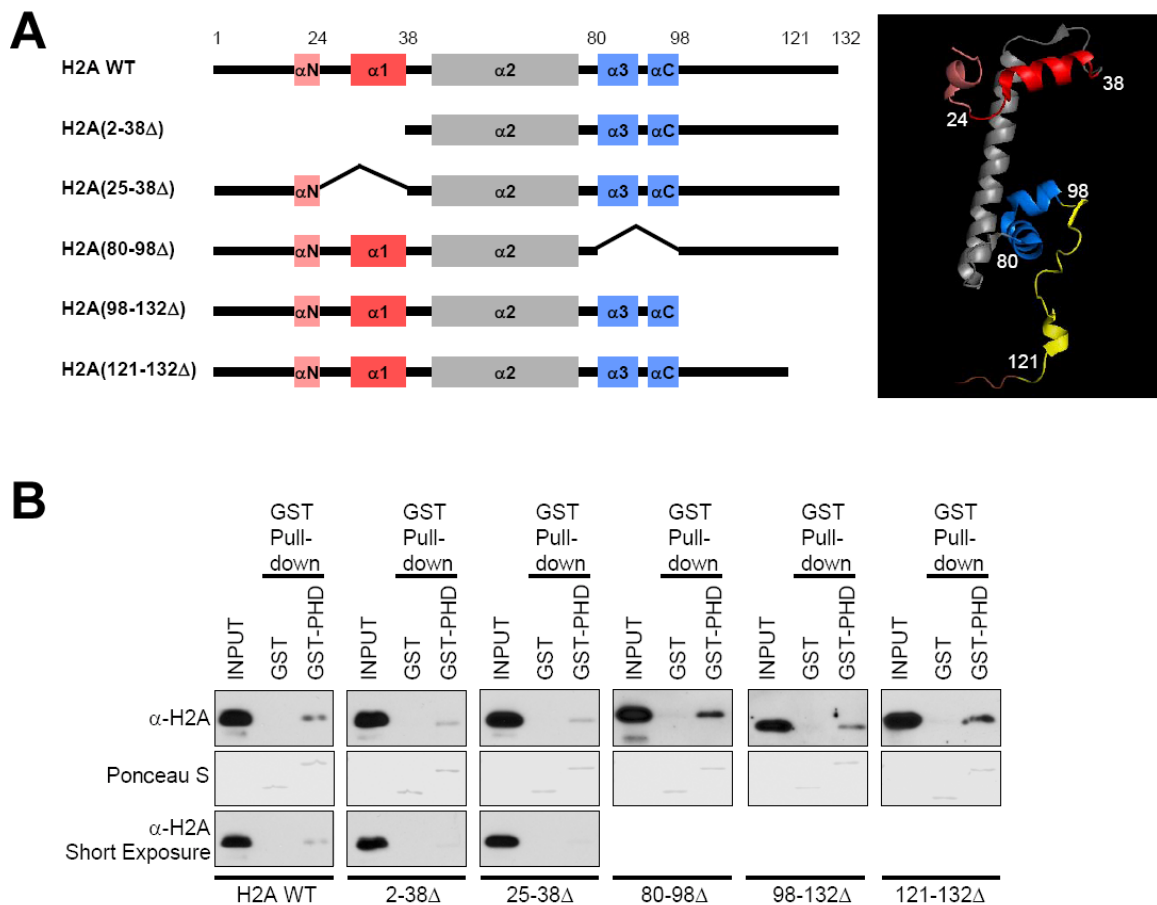 A
1 24 38 80 98 121 132
H2A WT αN α1 α2 α3 αC
H2A(2-38Δ) α2 α3 αC
H2A(25-38Δ) αN α2 α3 αC
H2A(80-98Δ) αN α1 α2
H2A(98-132Δ) αN α1 α2 α3 αC
H2A(121-132Δ) αN α1 α2 α3 αC
38
24
98
80
121
B
GST Pull-down GST Pull-down GST Pull-down GST Pull-down GST Pull-down GST Pull-down
INPUT GST GST-PHD INPUT GST GST-PHD INPUT GST GST-PHD INPUT GST GST-PHD INPUT GST GST-PHD INPUT GST GST-PHD
α-H2A
Ponceau S
α-H2A
Short Exposure
H2A WT 2-38Δ 25-38Δ 80-98Δ 98-132Δ 121-132Δ